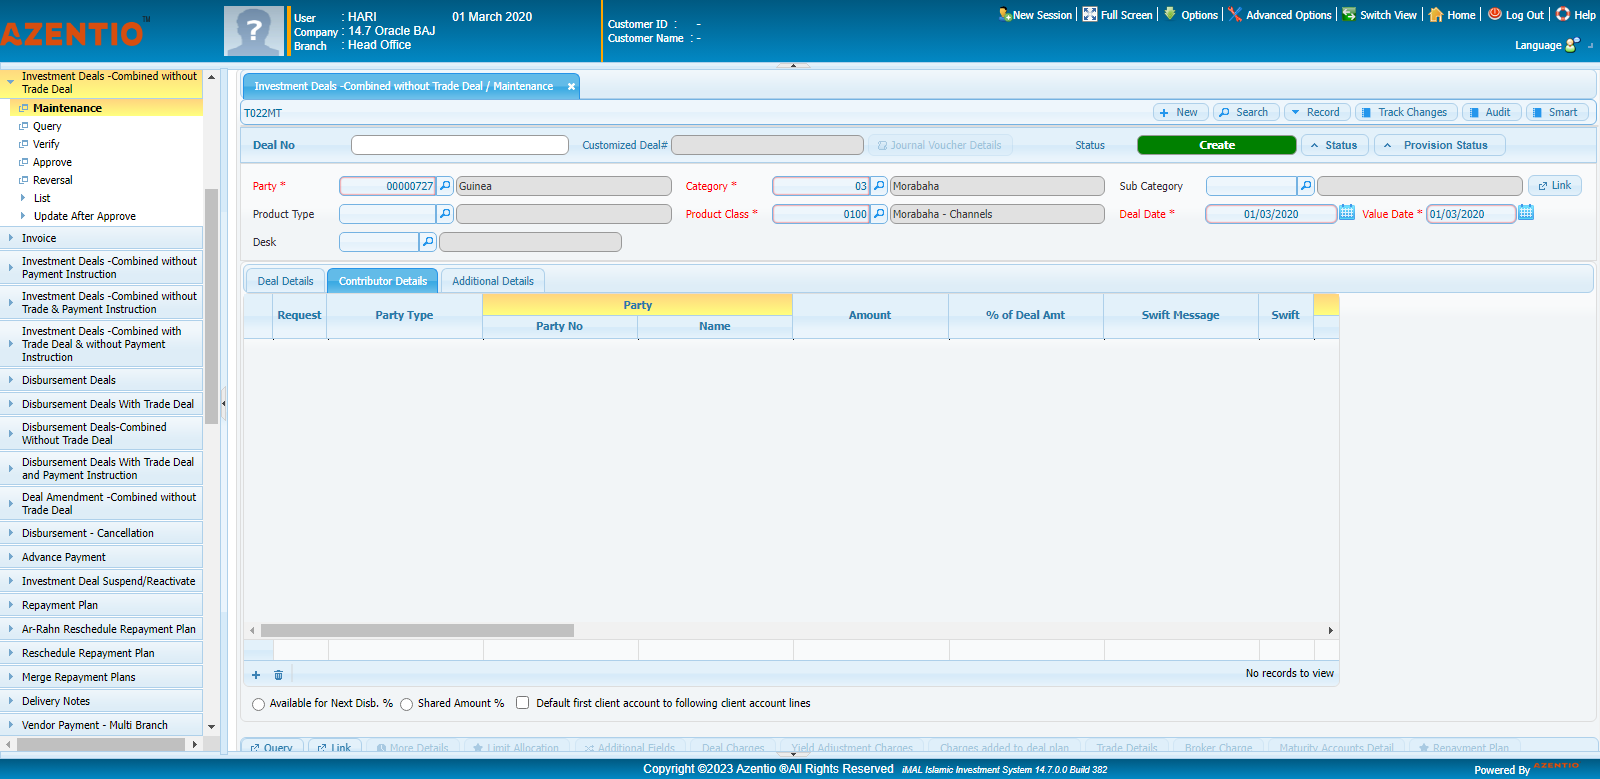 AZENTIO™
User : HARI 01 March 2020
Company : 14.7 Oracle BAJ
Branch : Head Office
Customer ID : -
Customer Name : -
New Session Full Screen Options Advanced Options Switch View Home Log Out Help
Language
Investment Deals -Combined without Trade Deal
Maintenance
Query
Verify
Approve
Reversal
List
Update After Approve
Invoice
Investment Deals -Combined without Payment Instruction
Investment Deals -Combined without Trade & Payment Instruction
Investment Deals -Combined with Trade Deal & without Payment Instruction
Disbursement Deals
Disbursement Deals With Trade Deal
Disbursement Deals-Combined Without Trade Deal
Disbursement Deals With Trade Deal and Payment Instruction
Deal Amendment -Combined without Trade Deal
Disbursement - Cancellation
Advance Payment
Investment Deal Suspend/Reactivate
Repayment Plan
Ar-Rahn Reschedule Repayment Plan
Reschedule Repayment Plan
Merge Repayment Plans
Delivery Notes
Vendor Payment - Multi Branch
Investment Deals -Combined without Trade Deal / Maintenance
T022MT New Search Record Track Changes Audit Smart
Deal No Customized Deal# Journal Voucher Details Status Create Status Provision Status
Party * 00000727 Guinea Category * 03 Morabaha Sub Category Link
Product Type Product Class * 0100 Morabaha - Channels Deal Date * 01/03/2020 Value Date * 01/03/2020
Desk
Deal Details Contributor Details Additional Details
Party
Request Party Type Party No Name Amount % of Deal Amt Swift Message Swift
No records to view
Available for Next Disb. % Shared Amount % Default first client account to following client account lines
Query Link More Details Limit Allocation Additional Fields Deal Charges Yield Adjustment Charges Charges added to deal plan Trade Details Broker Charge Maturity Accounts Detail Repayment Plan
Copyright ©2023 Azentio ®All Rights Reserved iMAL Islamic Investment System 14.7.0.0 Build 382
Powered By AZENTIO